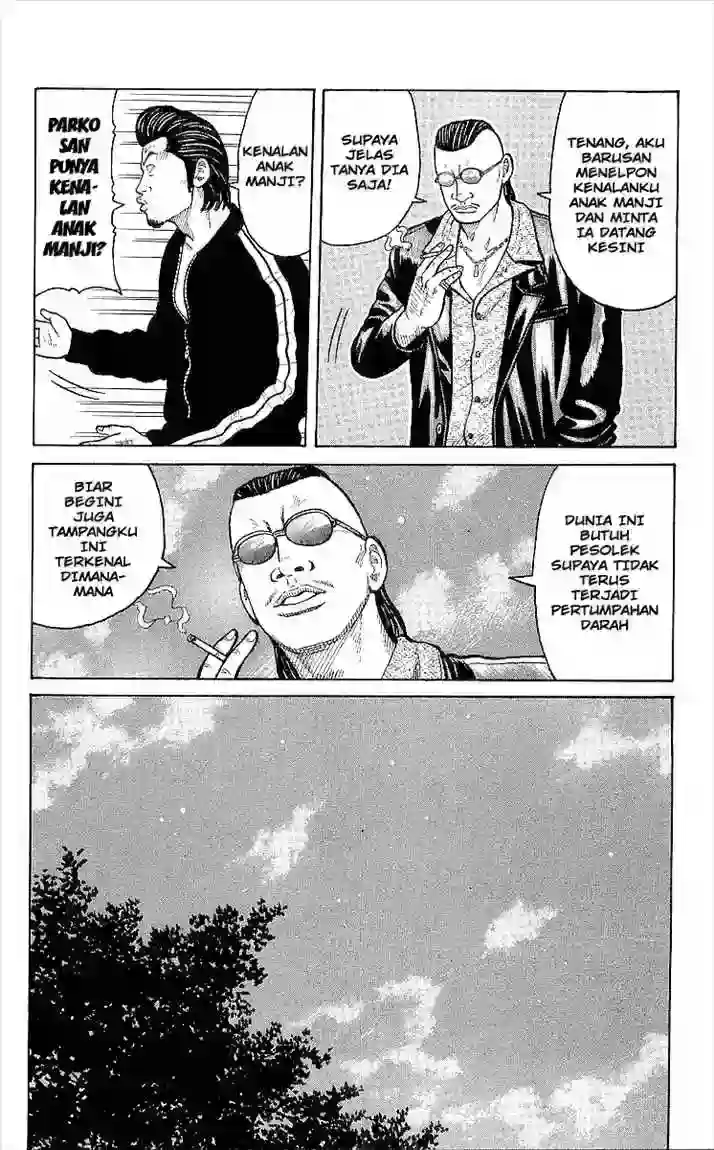 TENANG, AKU
BARUSAN
MENELPON
KENALANKU
ANAK MANJI
DAN MINTA
IA DATANG
KESINI
SUPAYA
JELAS
TANYA DIA
SAJA!
KENALAN
ANAK
MANJI?
PARKO
SAN
PUNYA
KENA-
LAN
ANAK
MANJI?
DUNIA INI
BUTUH
PESOLEK
SUPAYA TIDAK
TERUS
TERJADI
PERTUMPAHAN
DARAH
BIAR
BEGINI
JUGA
TAMPANGKU
INI
TERKENAL
DIMANA-
MANA